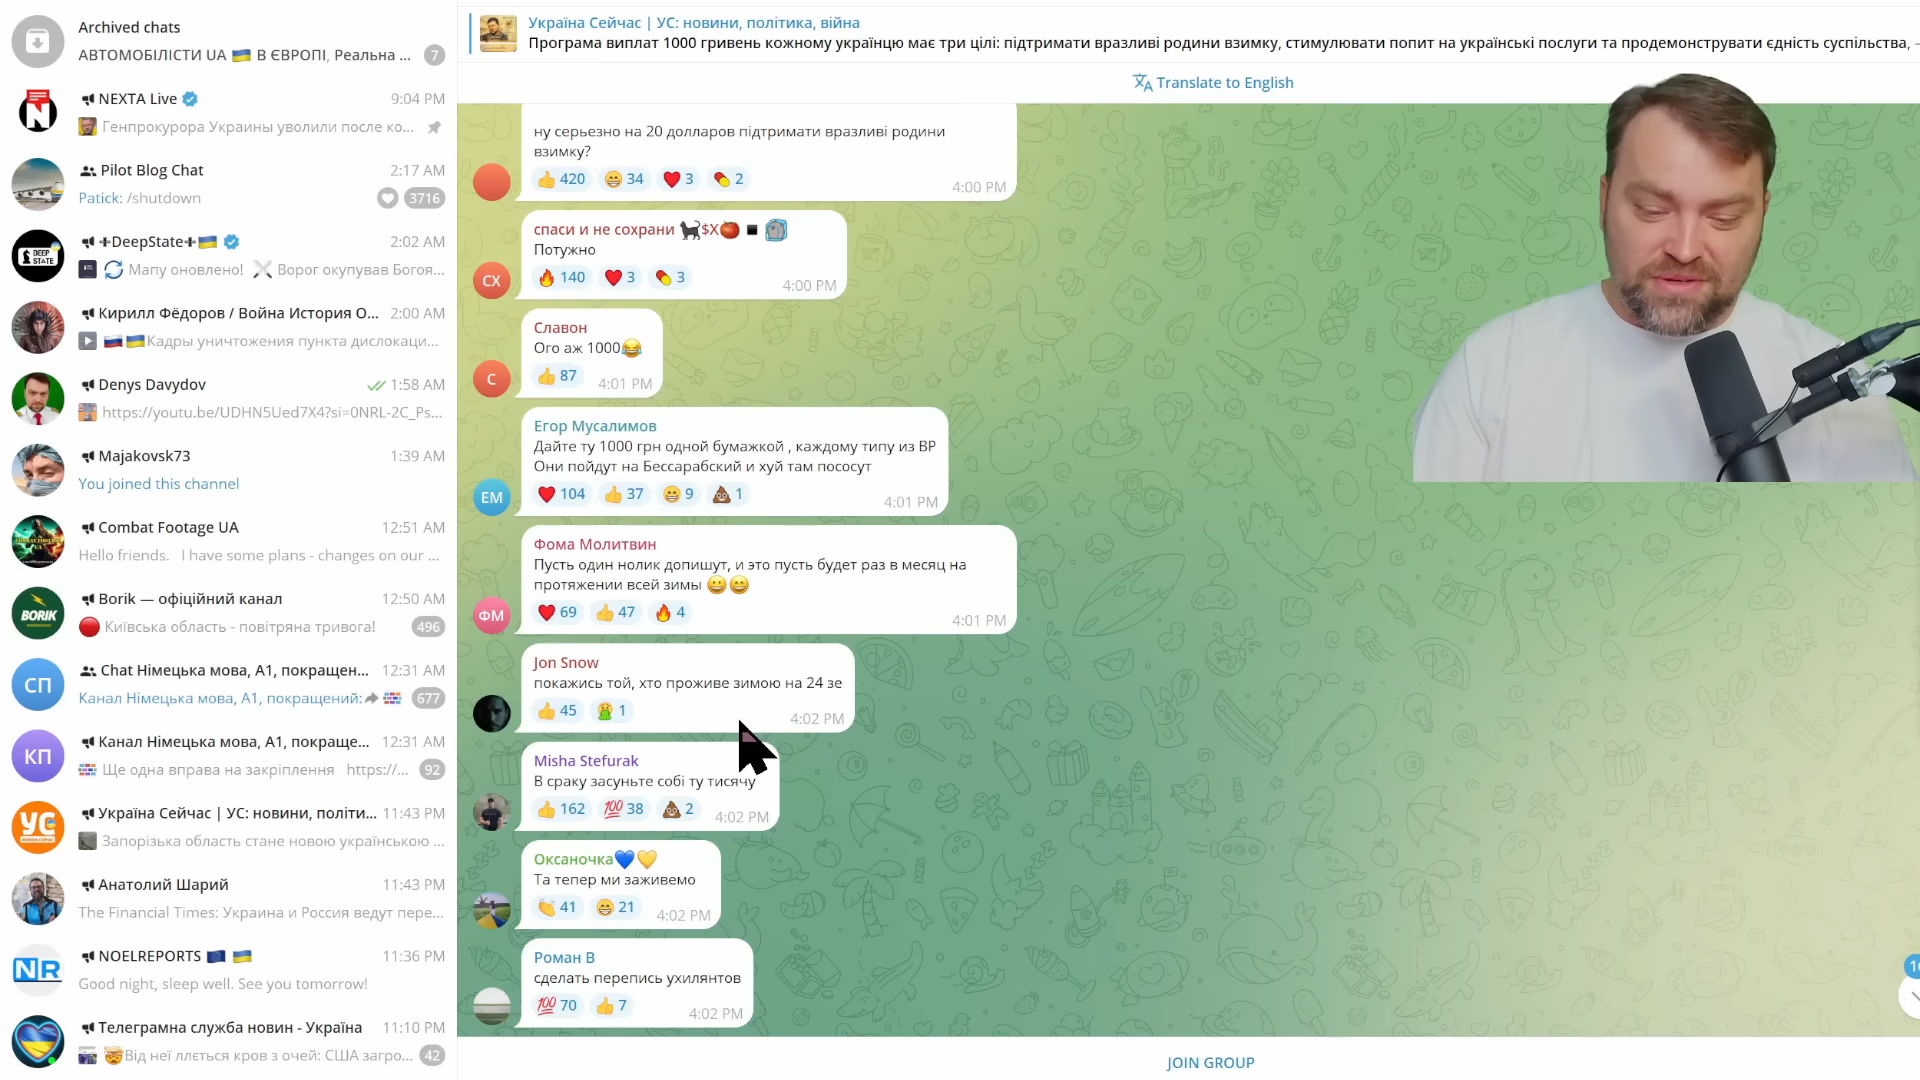 Archived chats
АВТОМОБІЛІСТИ UA 🇺🇦 В ЄВРОПІ, Реальна ...
7
NEXTA Live
9:04 PM
Генпрокурора Украины уволили после ко...
Pilot Blog Chat
2:17 AM
Patick: /shutdown
3716
DeepState
2:02 AM
DEEP STATE
Мапу оновлено! ⚔️ Ворог окупував Богоя...
Кирилл Фёдоров / Война История О...
2:00 AM
🇷🇺🇺🇦Кадры уничтожения пункта дислокаци...
Denys Davydov
1:58 AM
https://youtu.be/UDHN5Ued7X4?si=0NRL-2C_Ps...
Majakovsk73
1:39 AM
You joined this channel
Combat Footage UA
12:51 AM
Hello friends. I have some plans - changes on our ...
Borik — офіційний канал
12:50 AM
BORIK
🔴 Київська область - повітряна тривога!
496
СП
Chat Німецька мова, А1, покращен...
12:31 AM
Канал Німецька мова, А1, покращений:
677
КП
Канал Німецька мова, А1, покраще...
12:31 AM
Ще одна вправа на закріплення https://...
92
УС
Україна Сейчас | УС: новини, політи...
11:43 PM
Запорізька область стане новою українською ...
Анатолий Шарий
11:43 PM
The Financial Times: Украина и Россия ведут пере...
NR
NOELREPORTS 🇪🇺 🇺🇦
11:36 PM
Good night, sleep well. See you tomorrow!
Телеграмна служба новин - Україна
11:10 PM
🤯Від неї ллється кров з очей: США загро...
42
Україна Сейчас | УС: новини, політика, війна
Програма виплат 1000 гривень кожному українцю має три цілі: підтримати вразливі родини взимку, стимулювати попит на українські послуги та продемонструвати єдність суспільства, –
Translate to English
ну серьезно на 20 долларов підтримати вразливі родини
взимку?
👍 420 😁 34 ❤️ 3 💊 2
4:00 PM
СХ
спаси и не сохрани 🐈‍⬛$X🍅
Потужно
🔥 140 ❤️ 3 💊 3
4:00 PM
С
Славон
Ого аж 1000😂
👍 87
4:01 PM
ЕМ
Егор Мусалимов
Дайте ту 1000 грн одной бумажкой , каждому типу из ВР
Они пойдут на Бессарабский и хуй там пососут
❤️ 104 👍 37 😁 9 💩 1
4:01 PM
ФМ
Фома Молитвин
Пусть один нолик допишут, и это пусть будет раз в месяц на
протяжении всей зимы 😀😄
❤️ 69 👍 47 🔥 4
4:01 PM
Jon Snow
покажись той, хто проживе зимою на 24 зе
👍 45 🤮 1
4:02 PM
Misha Stefurak
В сраку засуньте собі ту тисячу
👍 162 💯 38 💩 2
4:02 PM
Оксаночка💙💛
Та тепер ми заживемо
👏 41 😁 21
4:02 PM
Роман В
сделать перепись ухилянтов
💯 70 👍 7
4:02 PM
JOIN GROUP